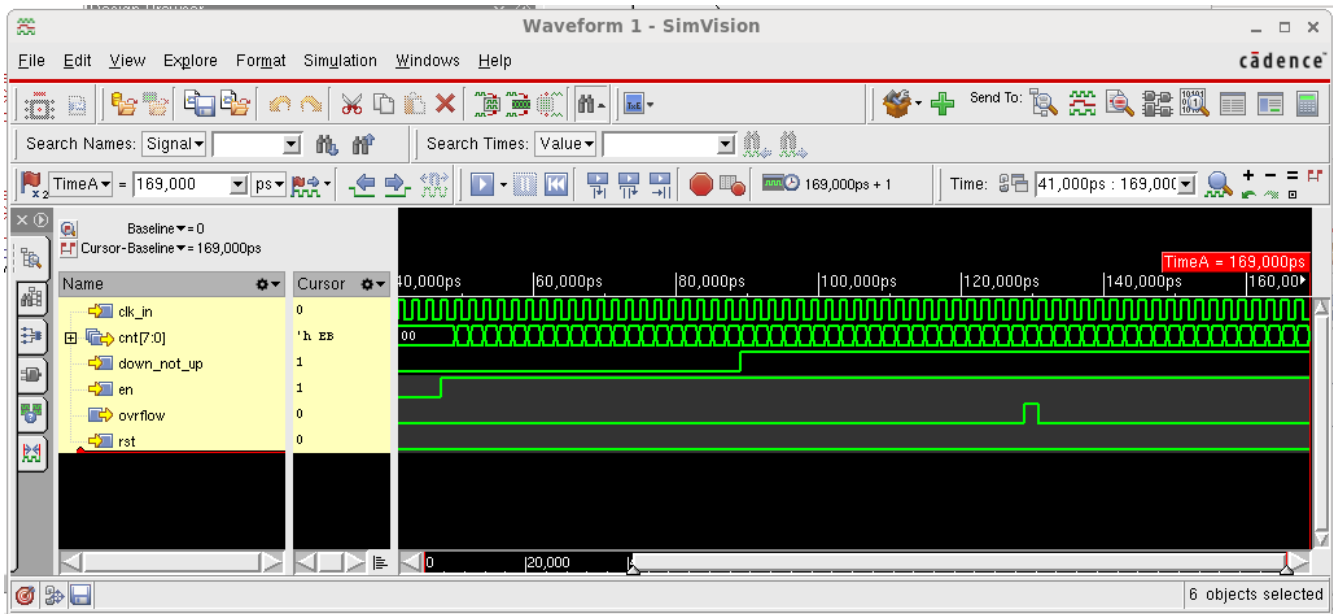 Waveform 1 - SimVision
File Edit View Explore Format Simulation Windows Help cādence
Send To:
Search Names: Signal Search Times: Value
TimeA = 169,000 ps 169,000ps + 1 Time: 41,000ps : 169,00
Baseline = 0
Cursor-Baseline = 169,000ps
TimeA = 169,000ps
Name Cursor 40,000ps 60,000ps 80,000ps 100,000ps 120,000ps 140,000ps 160,00
clk_in 0
cnt[7:0] 'h EB 00
down_not_up 1
en 1
ovrflow 0
rst 0
0 20,000
6 objects selected